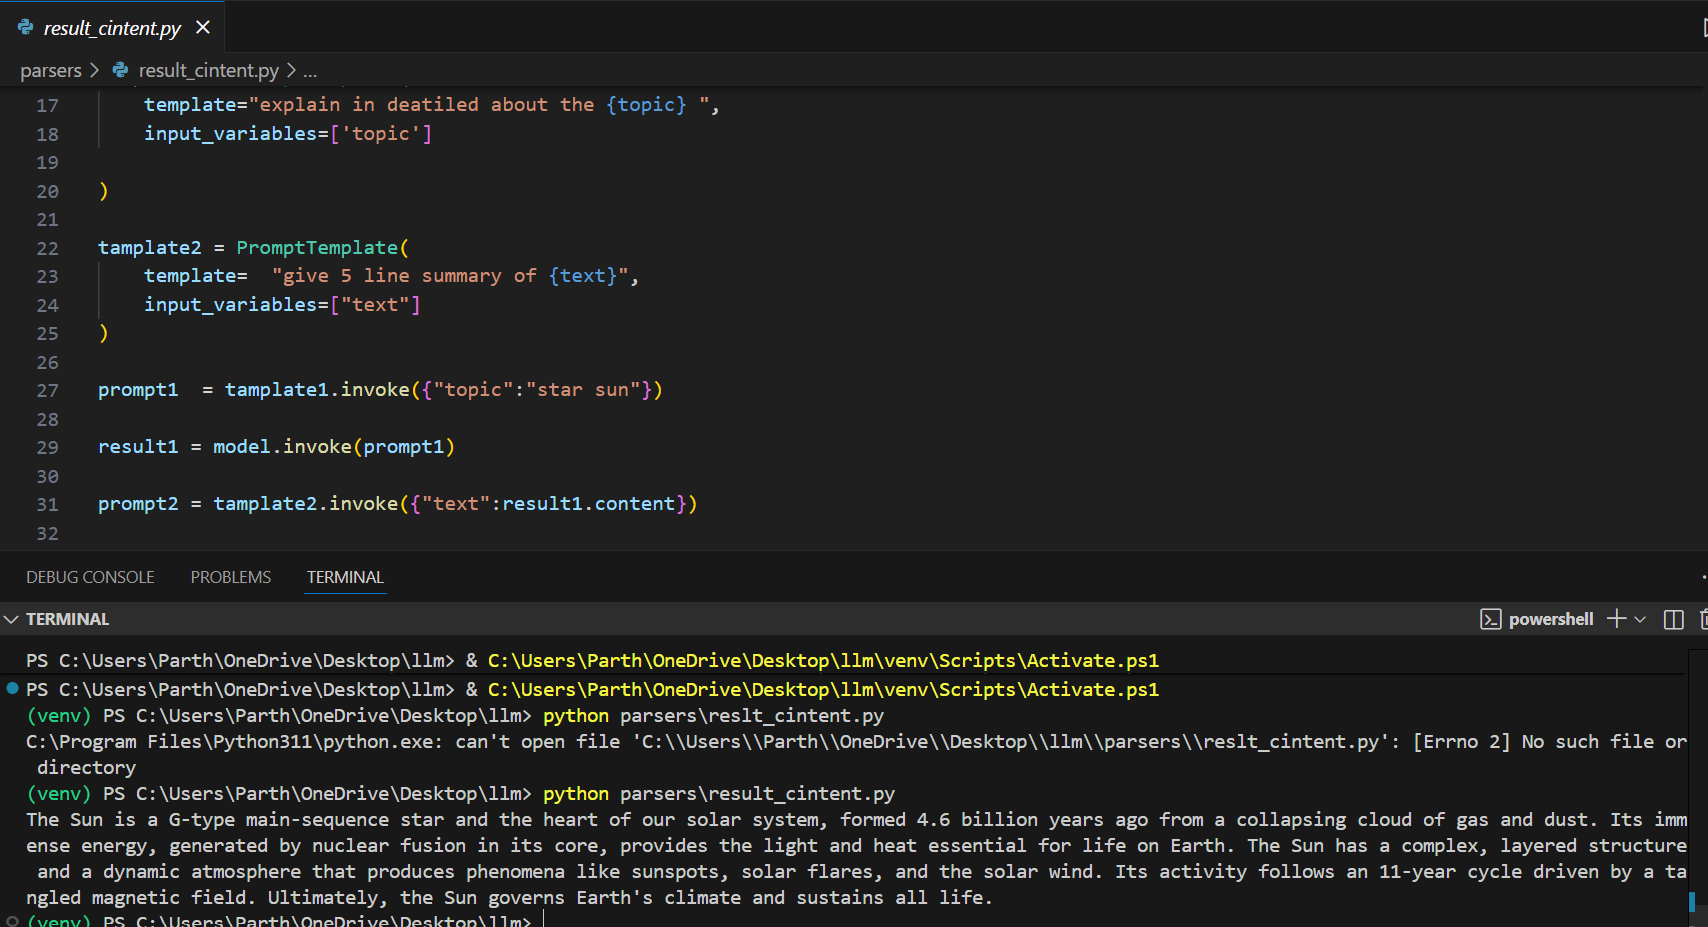 result_cintent.py
parsers > result_cintent.py > ...
17 template="explain in deatiled about the {topic} ",
18 input_variables=['topic']
19
20 )
21
22 tamplate2 = PromptTemplate(
23 template=  "give 5 line summary of {text}",
24 input_variables=["text"]
25 )
26
27 prompt1  = tamplate1.invoke({"topic":"star sun"})
28
29 result1 = model.invoke(prompt1)
30
31 prompt2 = tamplate2.invoke({"text":result1.content})
32
DEBUG CONSOLE PROBLEMS TERMINAL
TERMINAL powershell
PS C:\Users\Parth\OneDrive\Desktop\llm> & C:\Users\Parth\OneDrive\Desktop\llm\venv\Scripts\Activate.ps1
PS C:\Users\Parth\OneDrive\Desktop\llm> & C:\Users\Parth\OneDrive\Desktop\llm\venv\Scripts\Activate.ps1
(venv) PS C:\Users\Parth\OneDrive\Desktop\llm> python parsers\reslt_cintent.py
C:\Program Files\Python311\python.exe: can't open file 'C:\\Users\\Parth\\OneDrive\\Desktop\\llm\\parsers\\reslt_cintent.py': [Errno 2] No such file or
directory
(venv) PS C:\Users\Parth\OneDrive\Desktop\llm> python parsers\result_cintent.py
The Sun is a G-type main-sequence star and the heart of our solar system, formed 4.6 billion years ago from a collapsing cloud of gas and dust. Its imm
ense energy, generated by nuclear fusion in its core, provides the light and heat essential for life on Earth. The Sun has a complex, layered structure
and a dynamic atmosphere that produces phenomena like sunspots, solar flares, and the solar wind. Its activity follows an 11-year cycle driven by a ta
ngled magnetic field. Ultimately, the Sun governs Earth's climate and sustains all life.
(venv) PS C:\Users\Parth\OneDrive\Desktop\llm>